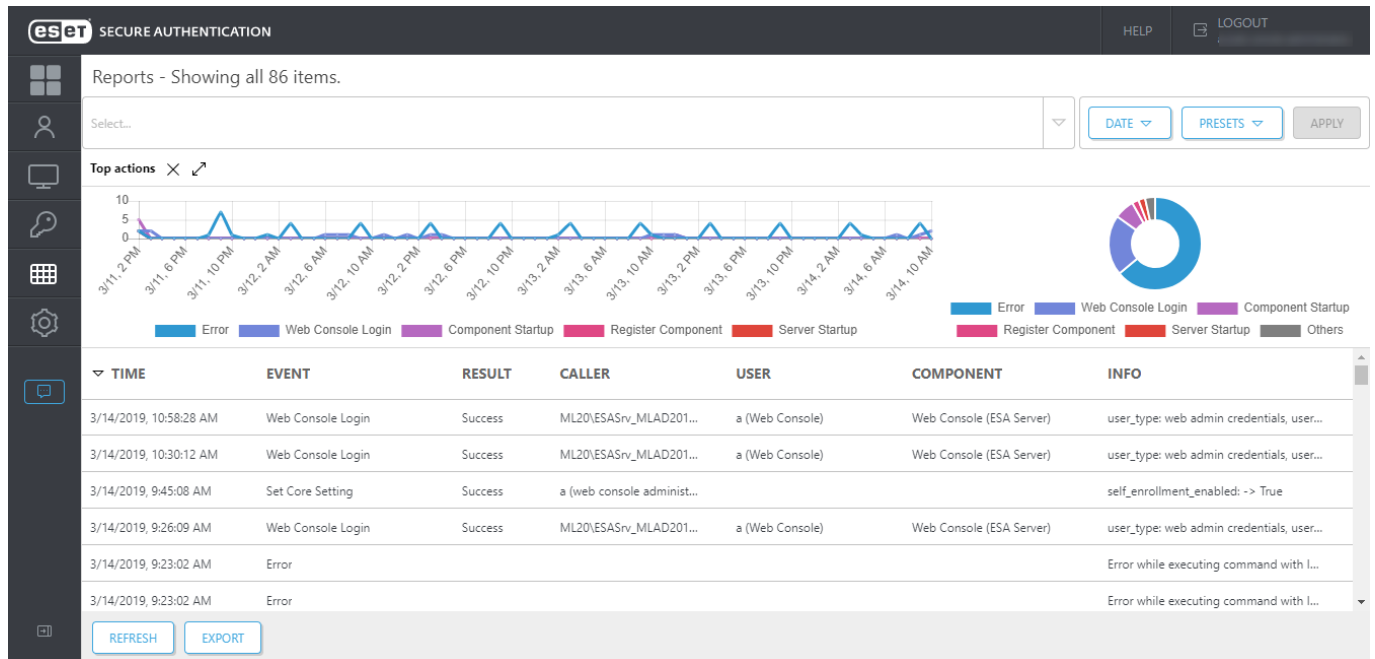 eset SECURE AUTHENTICATION HELP LOGOUT
Reports - Showing all 86 items.
Select... DATE PRESETS APPLY
Top actions
10
5
0
3/11, 2 PM 3/11, 6 PM 3/11, 10 PM 3/12, 2 AM 3/12, 6 AM 3/12, 10 AM 3/12, 2 PM 3/12, 6 PM 3/12, 10 PM 3/13, 2 AM 3/13, 6 AM 3/13, 10 AM 3/13, 2 PM 3/13, 6 PM 3/13, 10 PM 3/14, 2 AM 3/14, 6 AM 3/14, 10 AM
Error Web Console Login Component Startup Register Component Server Startup
Error Web Console Login Component Startup
Register Component Server Startup Others
TIME EVENT RESULT CALLER USER COMPONENT INFO
3/14/2019, 10:58:28 AM Web Console Login Success ML20\ESASrv_MLAD201... a (Web Console) Web Console (ESA Server) user_type: web admin credentials, user...
3/14/2019, 10:30:12 AM Web Console Login Success ML20\ESASrv_MLAD201... a (Web Console) Web Console (ESA Server) user_type: web admin credentials, user...
3/14/2019, 9:45:08 AM Set Core Setting Success a (web console administ... self_enrollment_enabled: -> True
3/14/2019, 9:26:09 AM Web Console Login Success ML20\ESASrv_MLAD201... a (Web Console) Web Console (ESA Server) user_type: web admin credentials, user...
3/14/2019, 9:23:02 AM Error Error while executing command with I...
3/14/2019, 9:23:02 AM Error Error while executing command with I...
REFRESH EXPORT